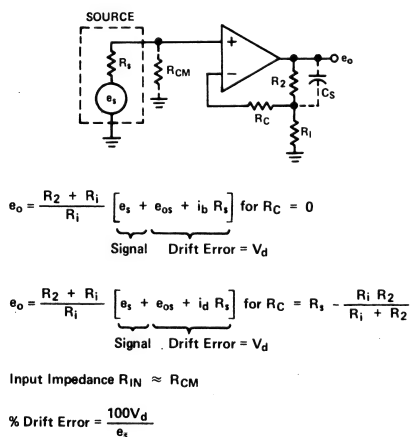 SOURCE
Rs
es
RCM
+
−
eo
R2
CS
RC
Ri
eo = R2 + Ri / Ri [es + eos + ib Rs] for RC = 0
Signal Drift Error = Vd
eo = R2 + Ri / Ri [es + eos + id Rs] for RC = Rs − Ri R2 / Ri + R2
Signal Drift Error = Vd
Input Impedance RIN ≈ RCM
% Drift Error = 100Vd / es